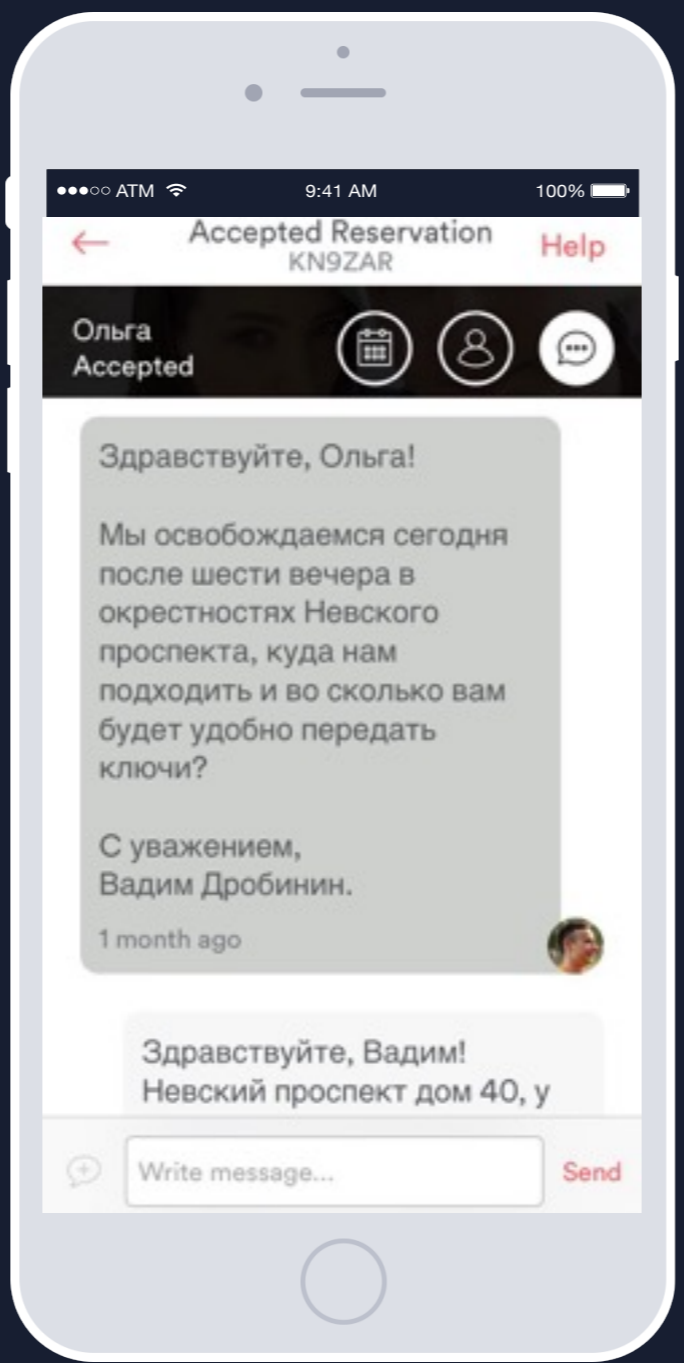 ATM 9:41 AM 100%
Accepted Reservation Help
KN9ZAR
Ольга
Accepted
Здравствуйте, Ольга!
Мы освобождаемся сегодня
после шести вечера в
окрестностях Невского
проспекта, куда нам
подходить и во сколько вам
будет удобно передать
ключи?
С уважением,
Вадим Дробинин.
1 month ago
Здравствуйте, Вадим!
Невский проспект дом 40, у
Write message...
Send